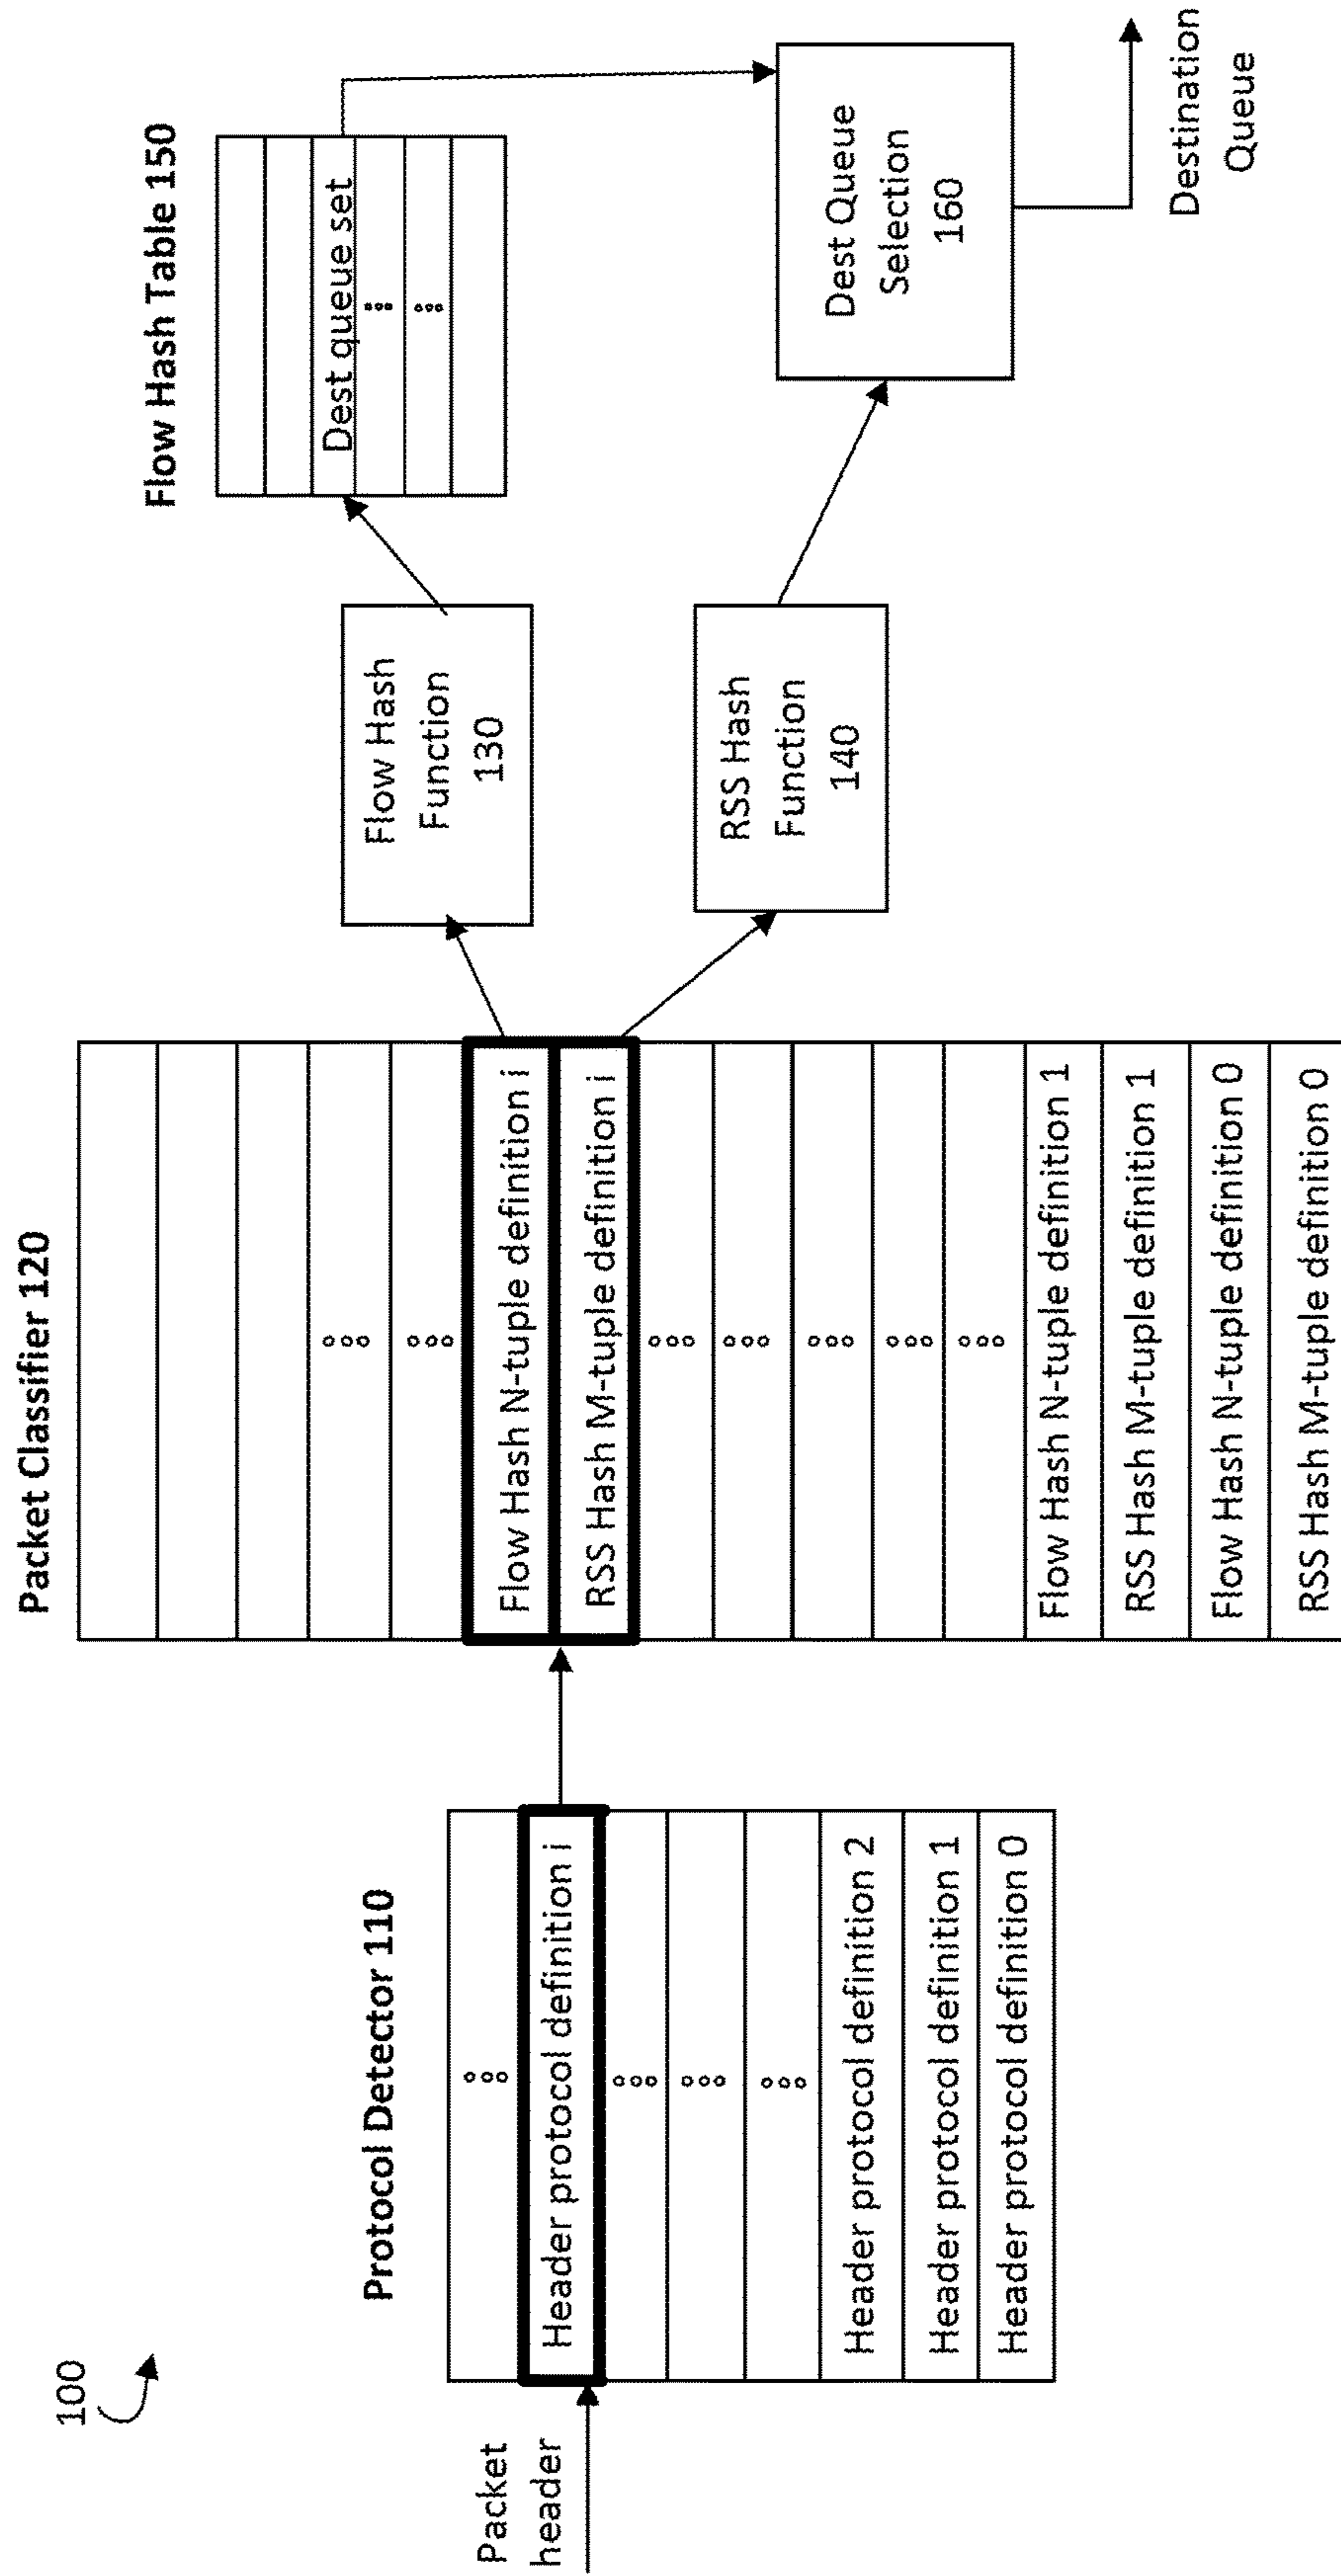 100
Packet
header
Protocol Detector 110
°°°
Header protocol definition i
°°°
°°°
°°°
Header protocol definition 2
Header protocol definition 1
Header protocol definition 0
Packet Classifier 120
°°°
°°°
Flow Hash N-tuple definition i
RSS Hash M-tuple definition i
°°°
°°°
°°°
°°°
°°°
Flow Hash N-tuple definition 1
RSS Hash M-tuple definition 1
Flow Hash N-tuple definition 0
RSS Hash M-tuple definition 0
Flow Hash
Function
130
RSS Hash
Function
140
Flow Hash Table 150
Dest queue set
°°°
°°°
Dest Queue
Selection
160
Destination
Queue